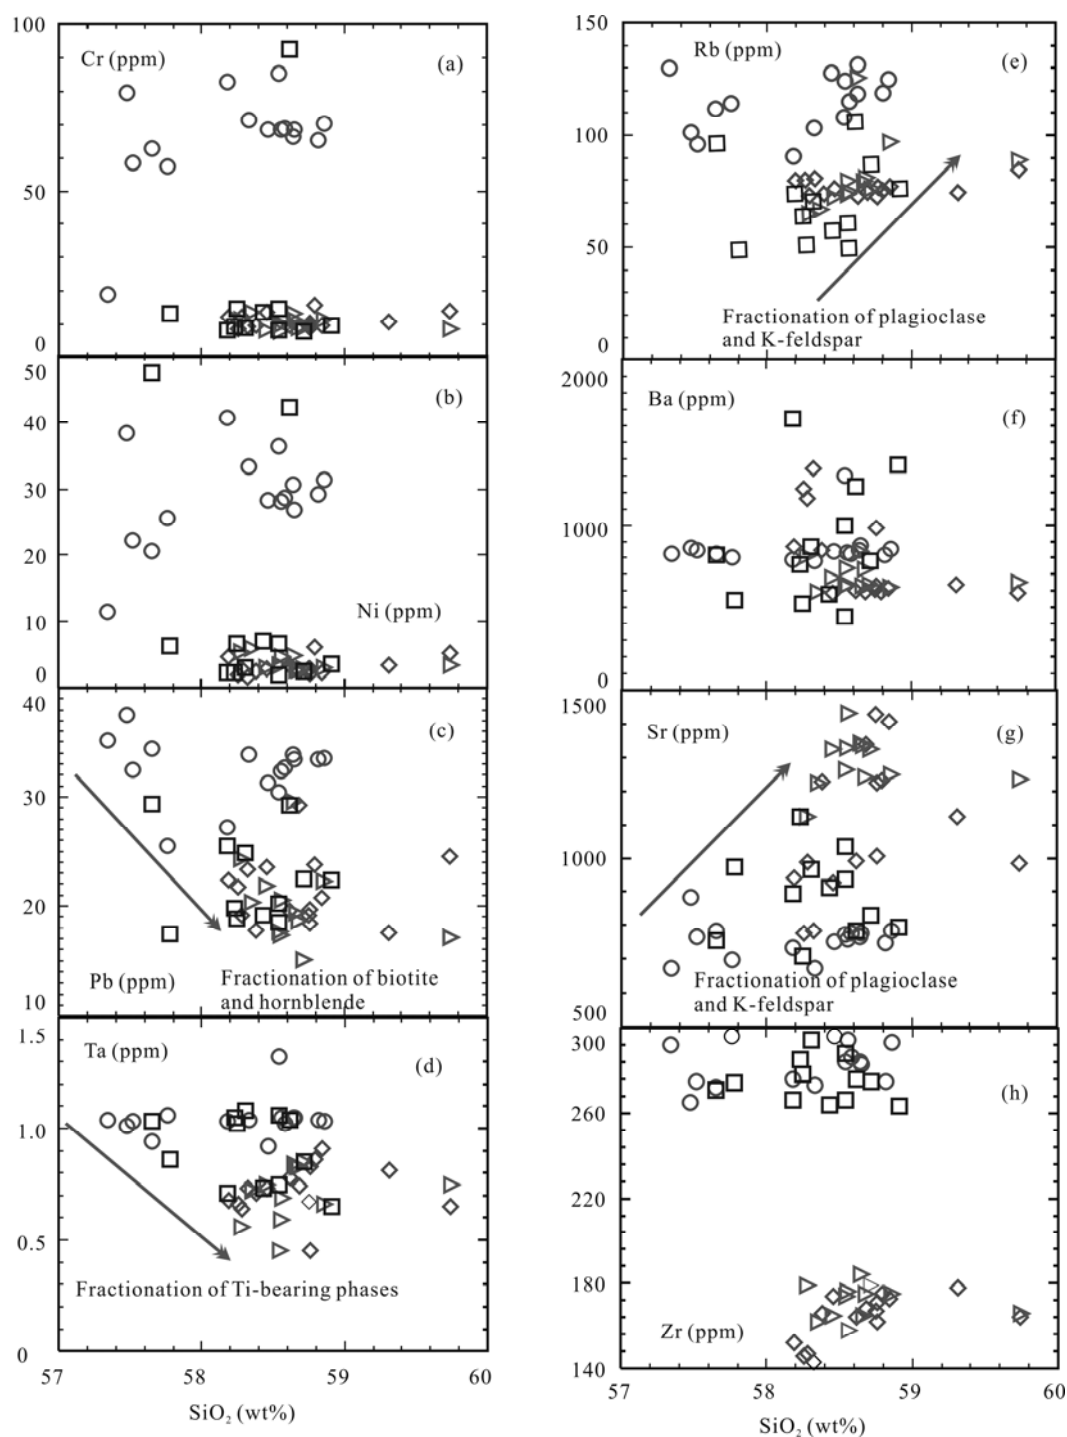 100
Cr (ppm)
(a)
50
0
50
(b)
40
30
20
Ni (ppm)
10
0
40
(c)
30
20
Pb (ppm)
Fractionation of biotite
and hornblende
10
1.5
Ta (ppm)
(d)
1.0
0.5
Fractionation of Ti-bearing phases
0
57
58
59
60
SiO₂ (wt%)
150
Rb (ppm)
(e)
100
50
Fractionation of plagioclase
and K-feldspar
0
2000
Ba (ppm)
(f)
1000
0
1500
Sr (ppm)
(g)
1000
Fractionation of plagioclase
and K-feldspar
500
300
(h)
260
220
180
Zr (ppm)
140
57
58
59
60
SiO₂ (wt%)